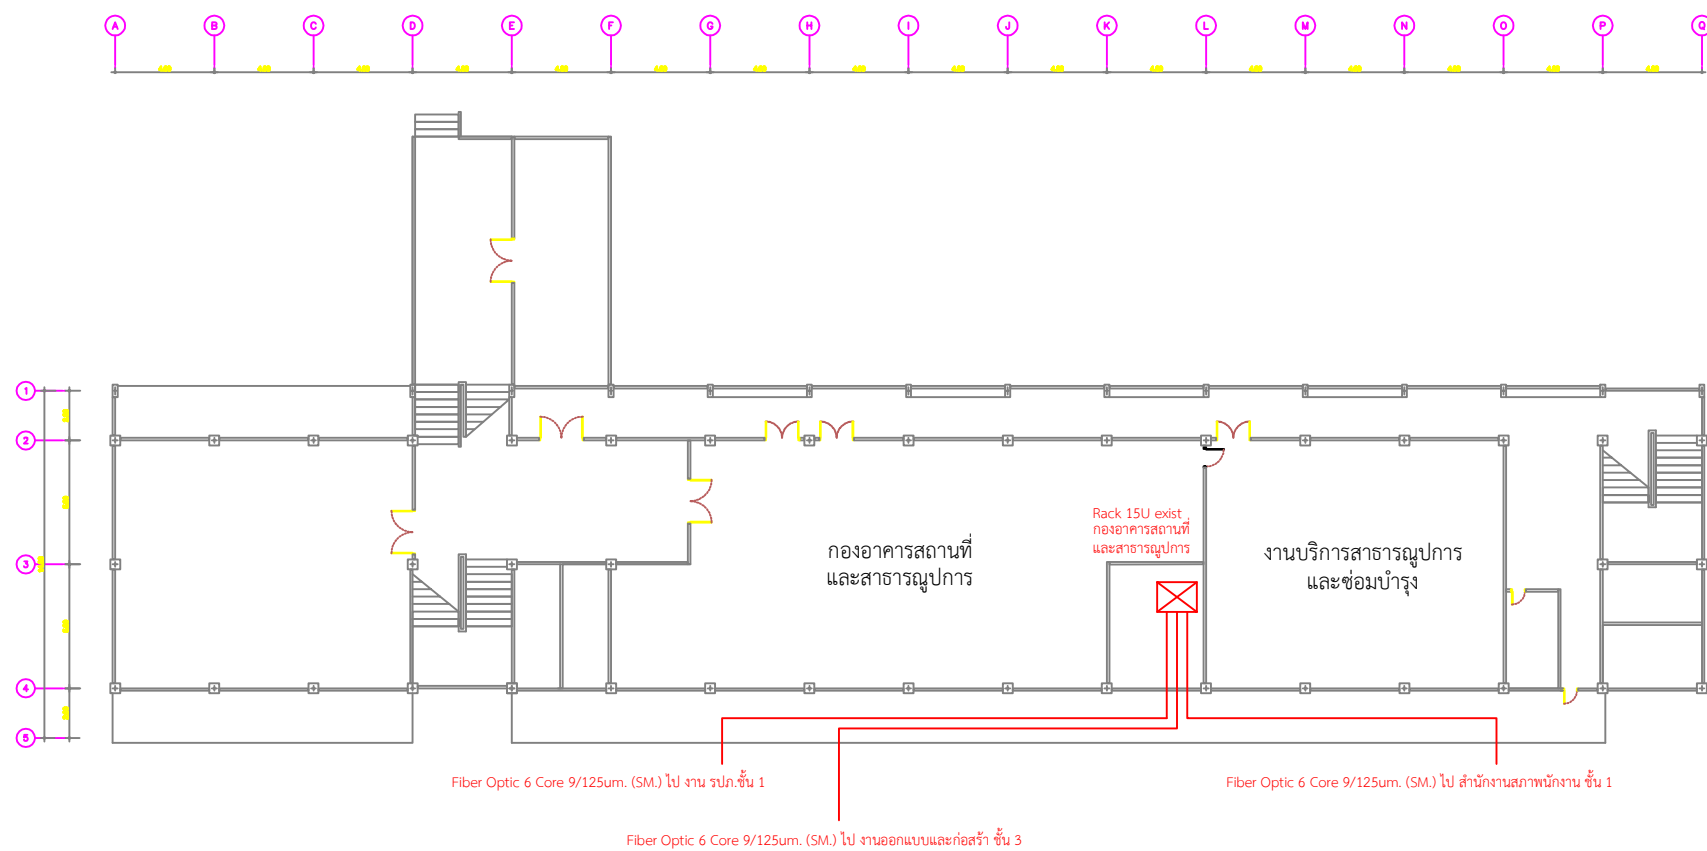 A B C D E F G H I J K L M N O P Q
1
2
3
4
5
Rack 15U exist
กองอาคารสถานที่
และสาธารณูปการ
กองอาคารสถานที่
และสาธารณูปการ
งานบริการสาธารณูปการ
และซ่อมบำรุง
Fiber Optic 6 Core 9/125um. (SM.) ไป งาน รปภ.ชั้น 1
Fiber Optic 6 Core 9/125um. (SM.) ไป สำนักงานสภาพนักงาน ชั้น 1
Fiber Optic 6 Core 9/125um. (SM.) ไป งานออกแบบและก่อสร้า ชั้น 3